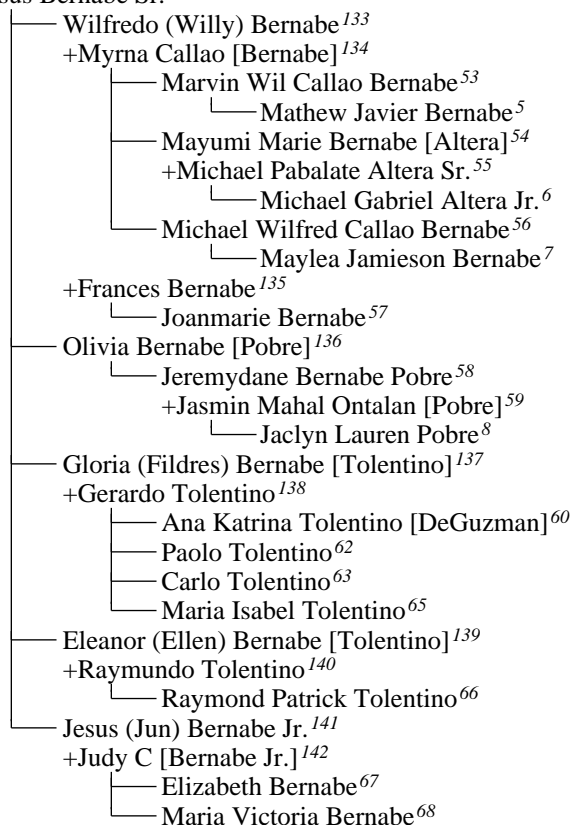 Bernabe Sr.
Wilfredo (Willy) Bernabe133
+Myrna Callao [Bernabe]134
Marvin Wil Callao Bernabe53
Mathew Javier Bernabe5
Mayumi Marie Bernabe [Altera]54
+Michael Pabalate Altera Sr.55
Michael Gabriel Altera Jr.6
Michael Wilfred Callao Bernabe56
Maylea Jamieson Bernabe7
+Frances Bernabe135
Joanmarie Bernabe57
Olivia Bernabe [Pobre]136
Jeremydane Bernabe Pobre58
+Jasmin Mahal Ontalan [Pobre]59
Jaclyn Lauren Pobre8
Gloria (Fildres) Bernabe [Tolentino]137
+Gerardo Tolentino138
Ana Katrina Tolentino [DeGuzman]60
Paolo Tolentino62
Carlo Tolentino63
Maria Isabel Tolentino65
Eleanor (Ellen) Bernabe [Tolentino]139
+Raymundo Tolentino140
Raymond Patrick Tolentino66
Jesus (Jun) Bernabe Jr.141
+Judy C [Bernabe Jr.]142
Elizabeth Bernabe67
Maria Victoria Bernabe68